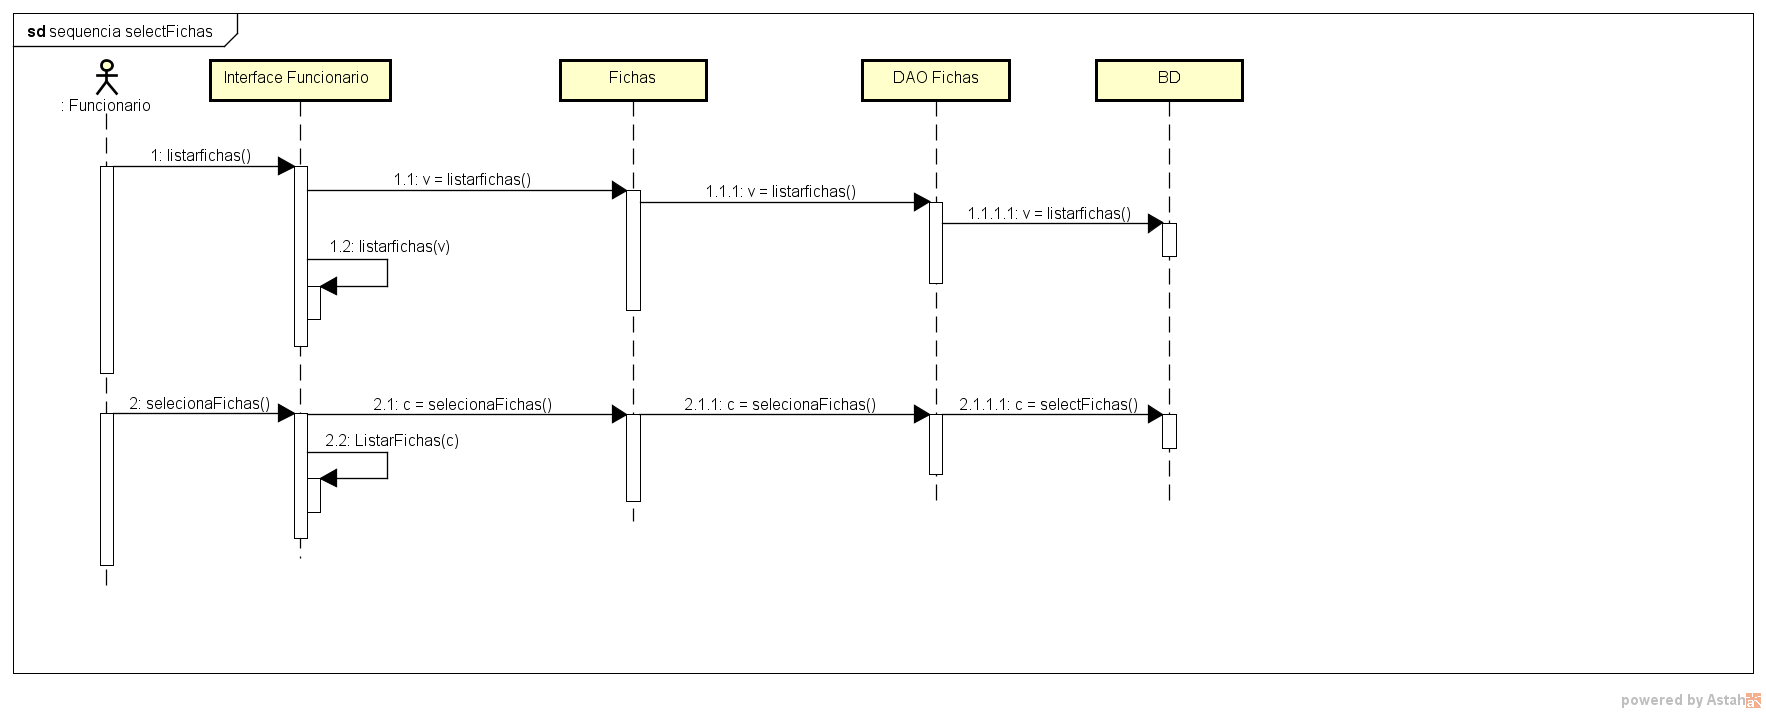 sd sequencia selectFichas
: Funcionario
Interface Funcionario
Fichas
DAO Fichas
BD
1: listarfichas()
1.1: v = listarfichas()
1.1.1: v = listarfichas()
1.1.1.1: v = listarfichas()
1.2: listarfichas(v)
2: selecionaFichas()
2.1: c = selecionaFichas()
2.1.1: c = selecionaFichas()
2.1.1.1: c = selectFichas()
2.2: ListarFichas(c)
powered by Astah